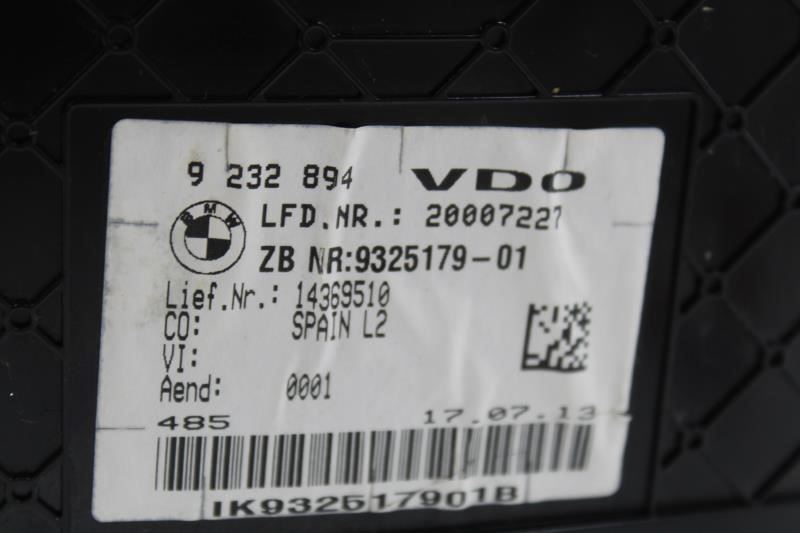 9 232 894 VDO
BMW
LFD.NR.: 20007227
ZB NR:9325179-01
Lief.Nr.: 14369510
CO: SPAIN L2
VI:
Aend: 0001
485 17.07.13
IK932517901B